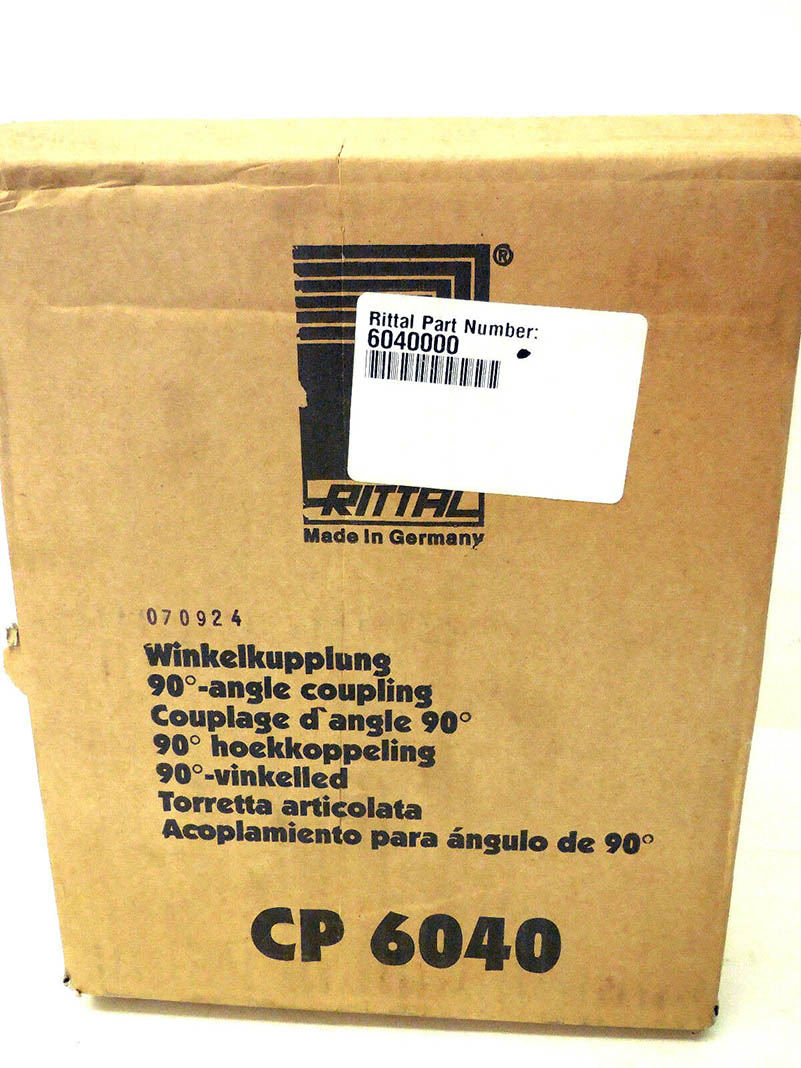 ®
Rittal Part Number:
6040000
RITTAL
Made in Germany
070924
Winkelkupplung
90°-angle coupling
Couplage d`angle 90°
90° hoekkoppeling
90°-vinkelled
Torretta articolata
Acoplamiento para ángulo de 90°
CP 6040